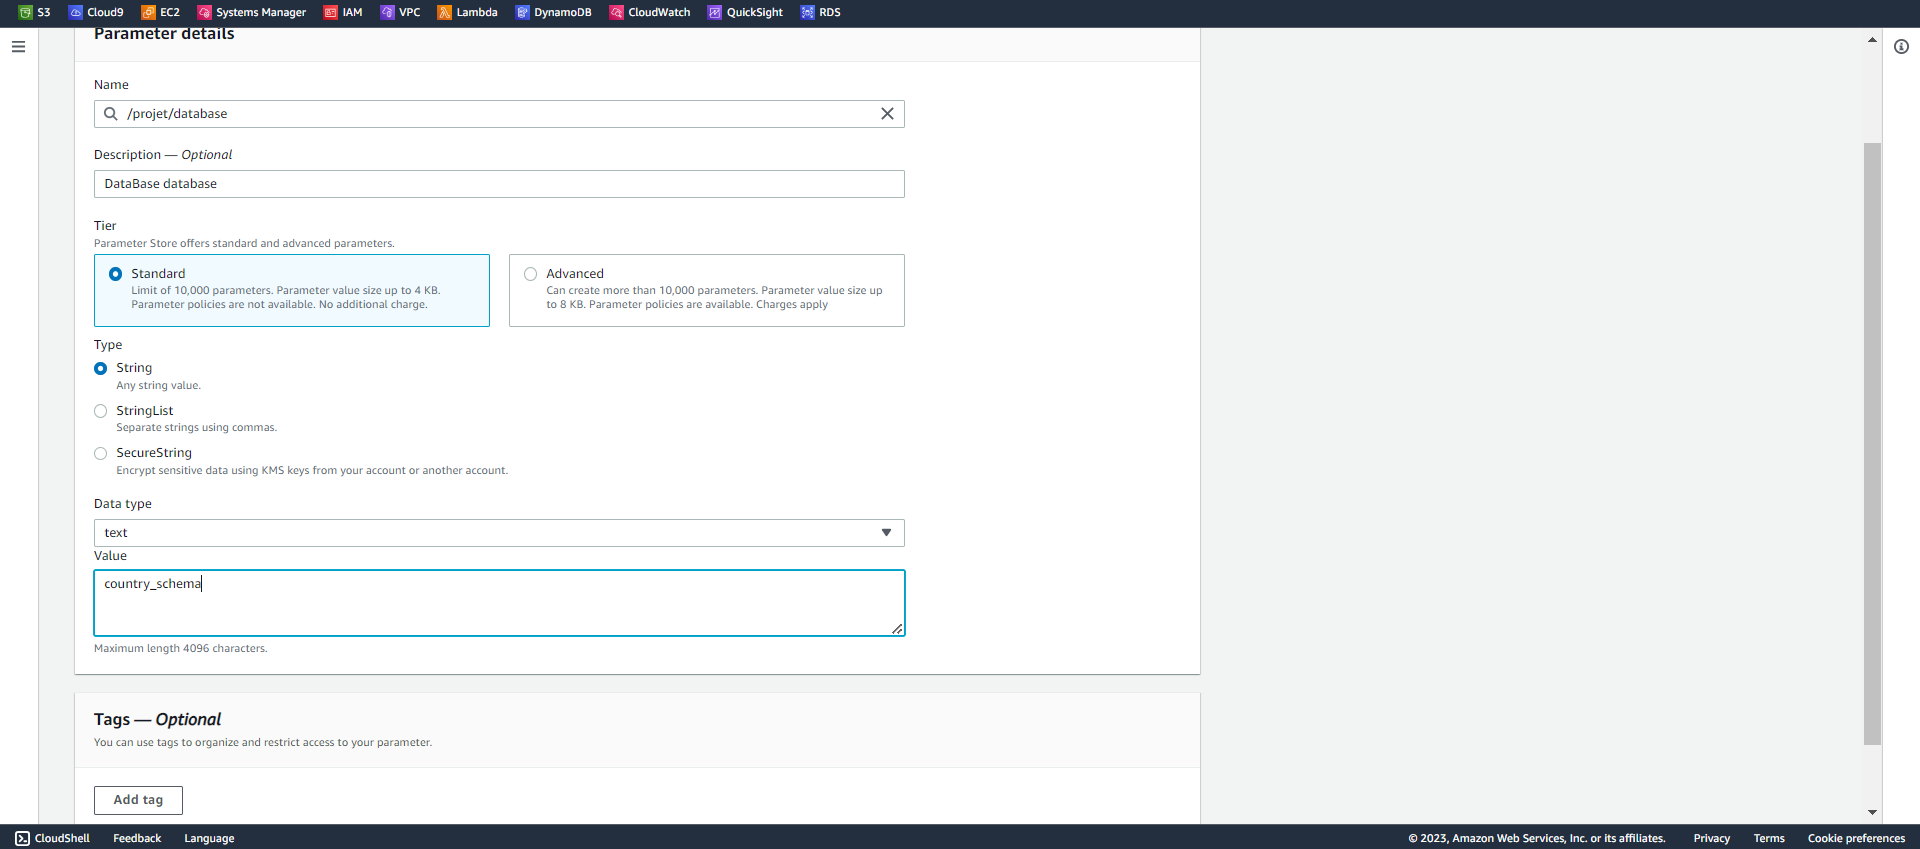 S3 Cloud9 EC2 Systems Manager IAM VPC Lambda DynamoDB CloudWatch QuickSight RDS
Parameter details
Name
/projet/database
Description — Optional
DataBase database
Tier
Parameter Store offers standard and advanced parameters.
Standard
Limit of 10,000 parameters. Parameter value size up to 4 KB.
Parameter policies are not available. No additional charge.
Advanced
Can create more than 10,000 parameters. Parameter value size up
to 8 KB. Parameter policies are available. Charges apply
Type
String
Any string value.
StringList
Separate strings using commas.
SecureString
Encrypt sensitive data using KMS keys from your account or another account.
Data type
text
Value
country_schema
Maximum length 4096 characters.
Tags — Optional
You can use tags to organize and restrict access to your parameter.
Add tag
CloudShell Feedback Language © 2023, Amazon Web Services, Inc. or its affiliates. Privacy Terms Cookie preferences